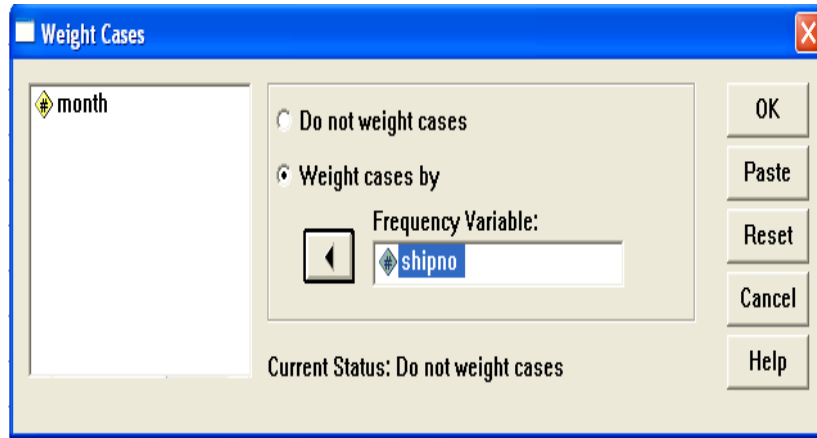 Weight Cases
month
Do not weight cases
Weight cases by
Frequency Variable:
shipno
Current Status: Do not weight cases
OK
Paste
Reset
Cancel
Help